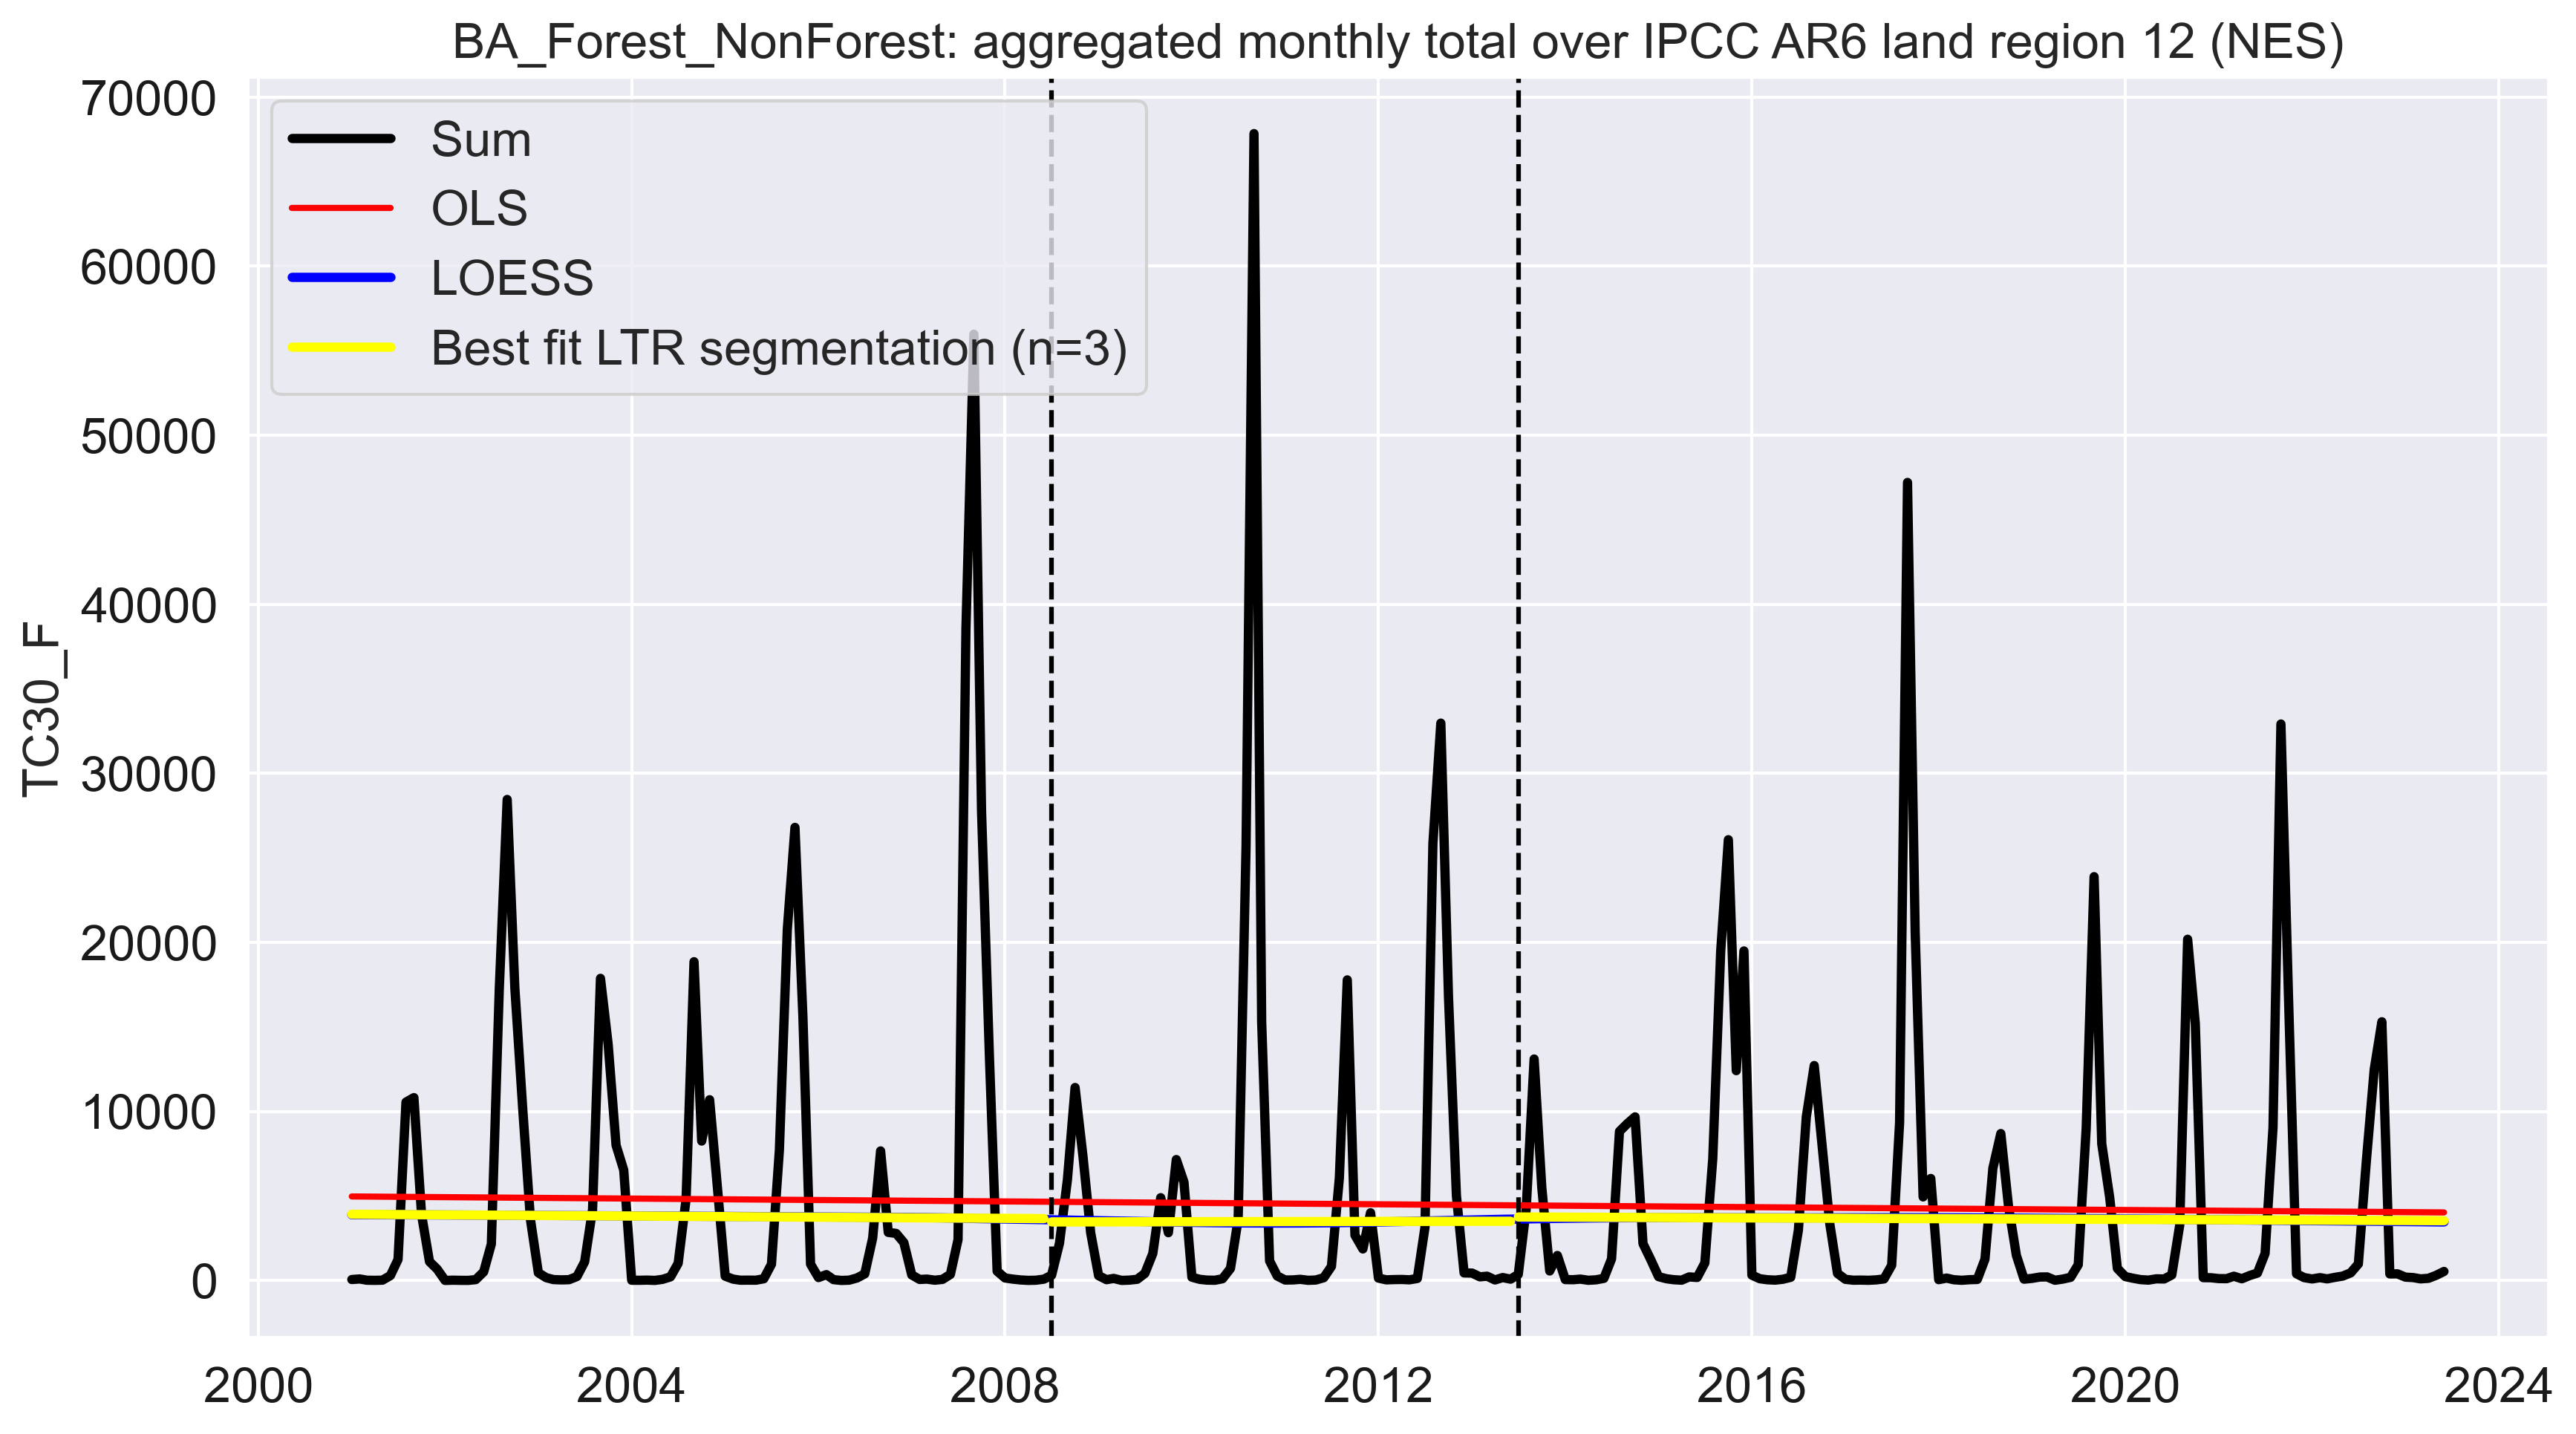 BA_Forest_NonForest: aggregated monthly total over IPCC AR6 land region 12 (NES)
70000
60000
50000
40000
30000
20000
10000
0
TC30_F
Sum
OLS
LOESS
Best fit LTR segmentation (n=3)
2000 2004 2008 2012 2016 2020 2024